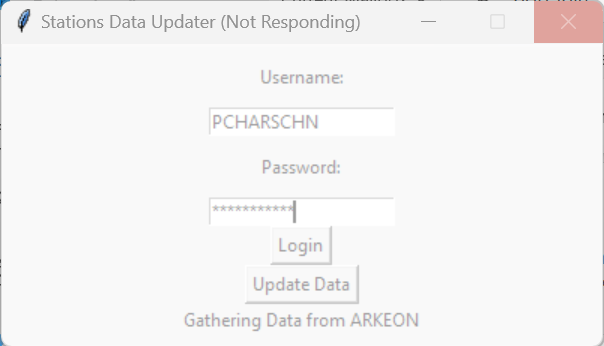 Stations Data Updater (Not Responding)
Username:
PCHARSCHN
Password:
***********
Login
Update Data
Gathering Data from ARKEON